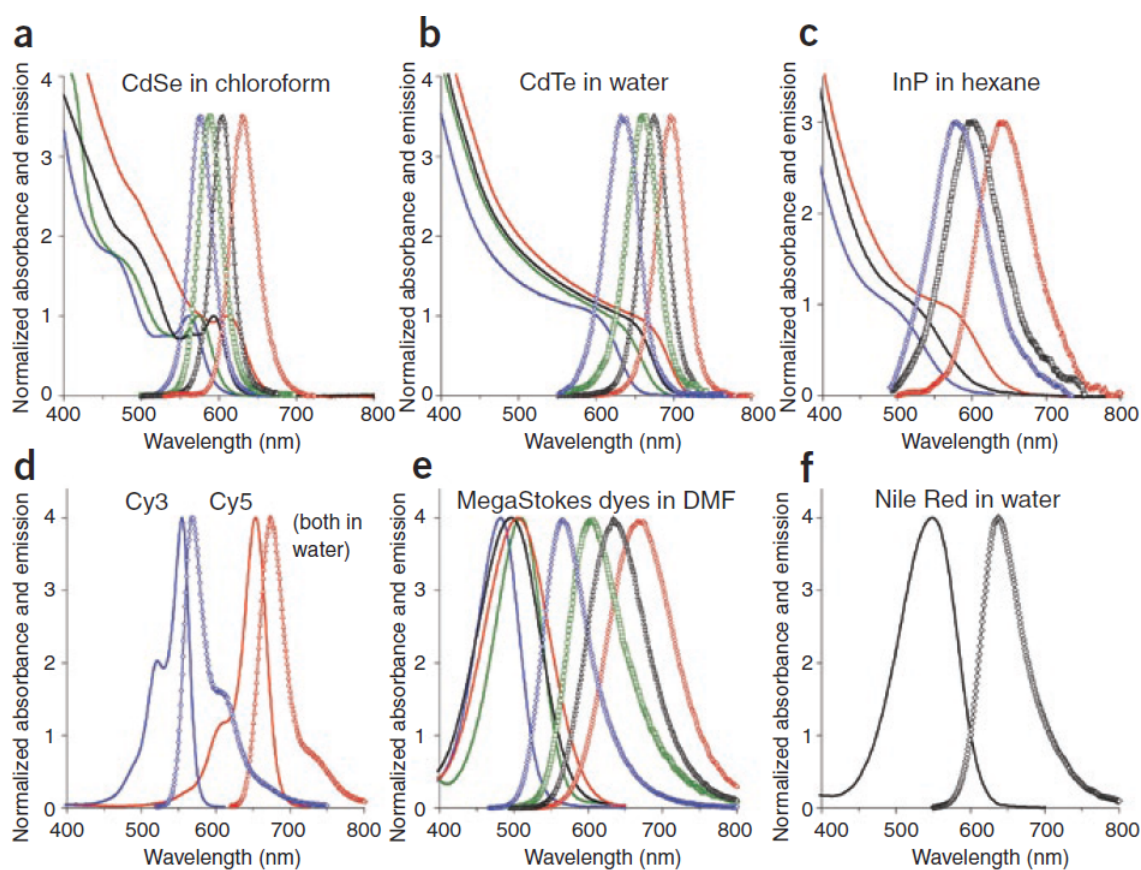 a
CdSe in chloroform
Normalized absorbance and emission
4
3
2
1
0
400 500 600 700 800
Wavelength (nm)
b
CdTe in water
Normalized absorbance and emission
4
3
2
1
0
400 500 600 700 800
Wavelength (nm)
c
InP in hexane
Normalized absorbance and emission
3
2
1
0
400 500 600 700 800
Wavelength (nm)
d
Cy3 Cy5
(both in
water)
Normalized absorbance and emission
4
3
2
1
0
400 500 600 700 800
Wavelength (nm)
e
MegaStokes dyes in DMF
Normalized absorbance and emission
4
3
2
1
0
400 500 600 700 800
Wavelength (nm)
f
Nile Red in water
Normalized absorbance and emission
4
3
2
1
0
400 500 600 700 800
Wavelength (nm)